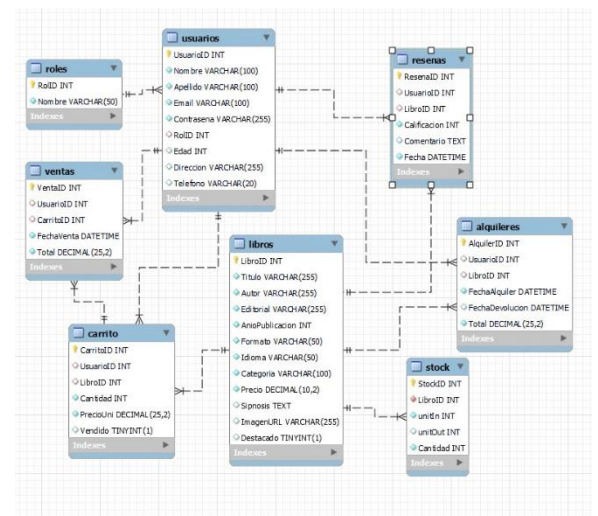 roles
RolID INT
Nombre VARCHAR(50)
Indexes
usuarios
UsuarioID INT
Nombre VARCHAR(100)
Apellido VARCHAR(100)
Email VARCHAR(100)
Contrasena VARCHAR(255)
RolID INT
Edad INT
Direccion VARCHAR(255)
Telefono VARCHAR(20)
Indexes
resenas
ResenaID INT
UsuarioID INT
LibroID INT
Calificacion INT
Comentario TEXT
Fecha DATETIME
Indexes
ventas
VentaID INT
UsuarioID INT
CarritoID INT
FechaVenta DATETIME
Total DECIMAL(25,2)
Indexes
libros
LibroID INT
Titulo VARCHAR(255)
Autor VARCHAR(255)
Editorial VARCHAR(255)
AnioPublicacion INT
Formato VARCHAR(50)
Idioma VARCHAR(50)
Categoria VARCHAR(100)
Precio DECIMAL(10,2)
Sipnosis TEXT
ImagenURL VARCHAR(255)
Destacado TINYINT(1)
Indexes
alquileres
AlquilerID INT
UsuarioID INT
LibroID INT
FechaAlquiler DATETIME
FechaDevolucion DATETIME
Total DECIMAL(25,2)
Indexes
carrito
CarritoID INT
UsuarioID INT
LibroID INT
Cantidad INT
PrecioUni DECIMAL(25,2)
Vendido TINYINT(1)
Indexes
stock
StockID INT
LibroID INT
unitIn INT
unitOut INT
Cantidad INT
Indexes